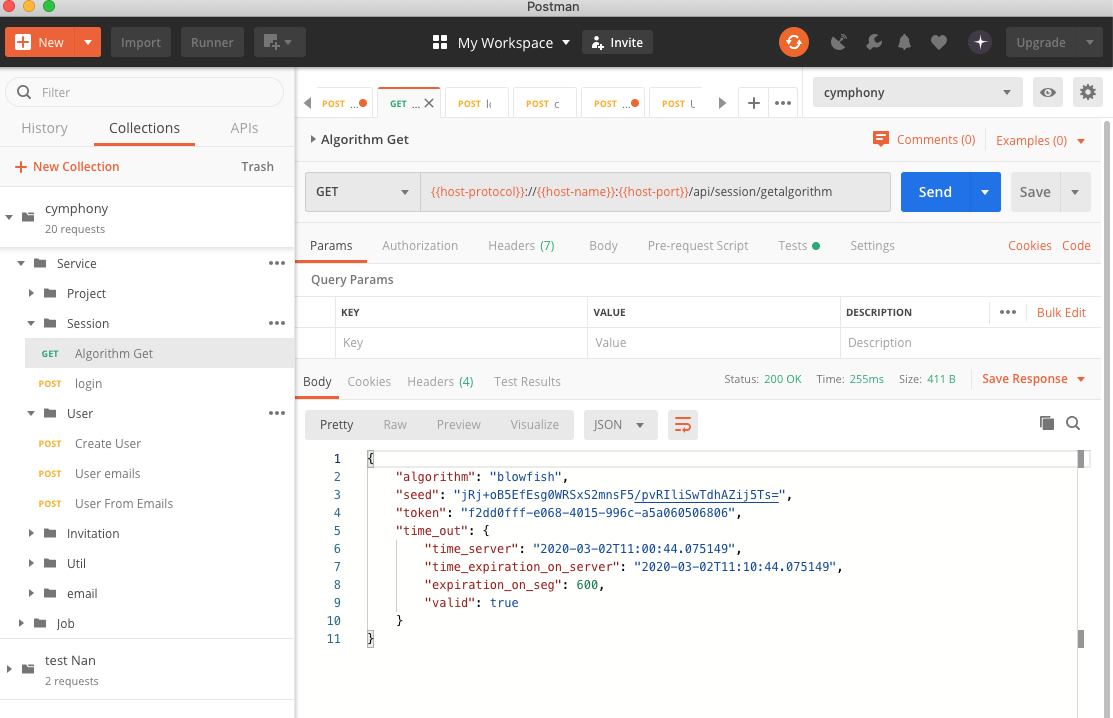 Postman
New
Import
Runner
My Workspace
Invite
Upgrade
Filter
History
Collections
APIs
+ New Collection
Trash
cymphony
20 requests
Service
Project
Session
GET Algorithm Get
POST login
User
POST Create User
POST User emails
POST User From Emails
Invitation
Util
email
Job
test Nan
2 requests
POST ...
GET ...
POST
POST c
POST ...
POST
cymphony
Algorithm Get
Comments (0)
Examples (0)
GET
{{host-protocol}}://{{host-name}}:{{host-port}}/api/session/getalgorithm
Send
Save
Params
Authorization
Headers (7)
Body
Pre-request Script
Tests
Settings
Cookies
Code
Query Params
KEY
VALUE
DESCRIPTION
Bulk Edit
Key
Value
Description
Body
Cookies
Headers (4)
Test Results
Status: 200 OK
Time: 255ms
Size: 411 B
Save Response
Pretty
Raw
Preview
Visualize
JSON
1 {
2 "algorithm": "blowfish",
3 "seed": "jRj+oB5EfEsg0WRSxS2mnsF5/pvRIliSwTdhAZij5Ts=",
4 "token": "f2dd0fff-e068-4015-996c-a5a060506806",
5 "time_out": {
6 "time_server": "2020-03-02T11:00:44.075149",
7 "time_expiration_on_server": "2020-03-02T11:10:44.075149",
8 "expiration_on_seg": 600,
9 "valid": true
10 }
11 }